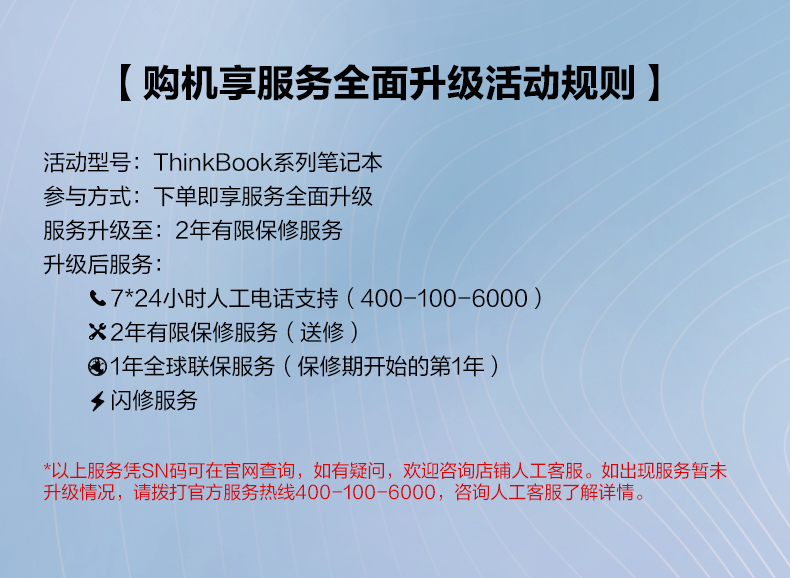 【购机享服务全面升级活动规则】
活动型号：ThinkBook系列笔记本
参与方式：下单即享服务全面升级
服务升级至：2年有限保修服务
升级后服务：
7*24小时人工电话支持（400-100-6000）
2年有限保修服务（送修）
1年全球联保服务（保修期开始的第1年）
闪修服务
*以上服务凭SN码可在官网查询，如有疑问，欢迎咨询店铺人工客服。如出现服务暂未
升级情况，请拨打官方服务热线400-100-6000，咨询人工客服了解详情。